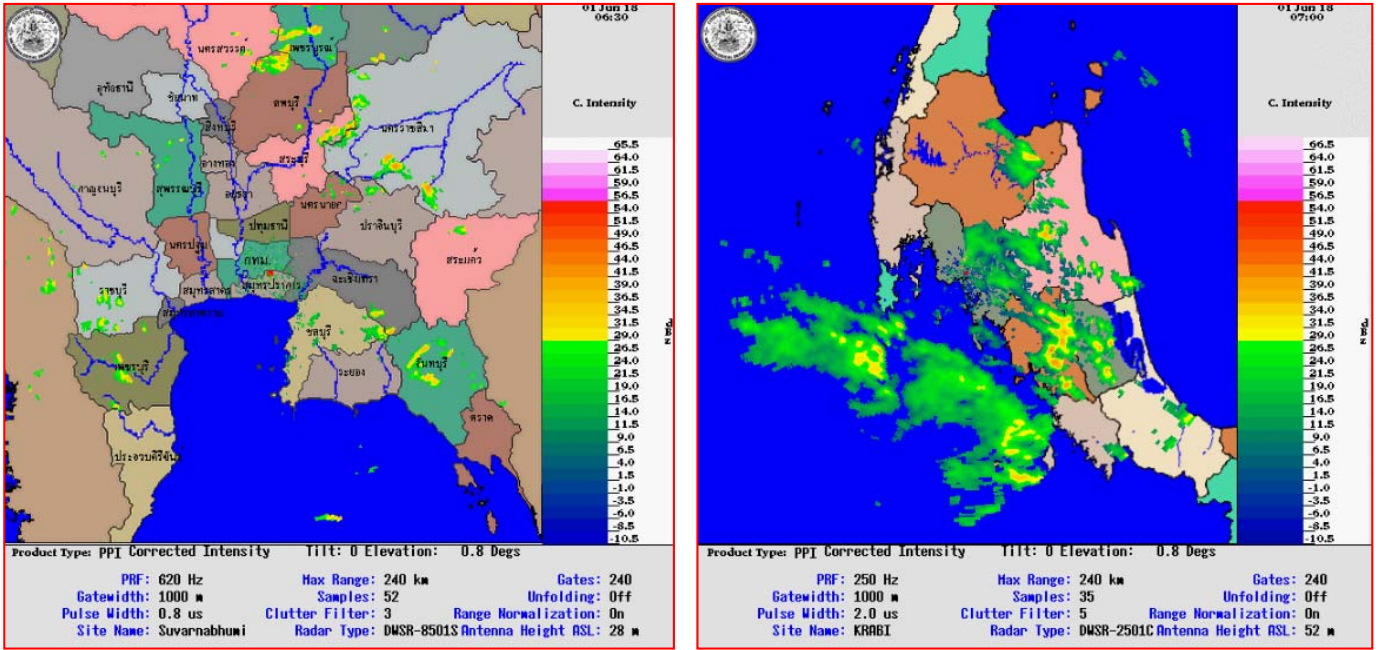 01 Jun 18
06:30
นครสวรรค์
เพชรบูรณ์
อุทัยธานี
ชัยนาท
ลพบุรี
สิงห์บุรี
นครราชสีมา
อ่างทอง
สระบุรี
กาญจนบุรี
สุพรรณบุรี
อยุธยา
นครนายก
ปทุมธานี
ปราจีนบุรี
นครปฐม
กทม.
สระแก้ว
ฉะเชิงเทรา
ราชบุรี
สมุทรสาคร
สมุทรปราการ
สมุทรสงคราม
ชลบุรี
เพชรบุรี
ระยอง
จันทบุรี
ตราด
ประจวบคีรีขันธ์
C. Intensity
65.5
64.0
61.5
59.0
56.5
54.0
51.5
49.0
46.5
44.0
41.5
39.0
36.5
34.0
31.5
29.0
26.5
24.0
21.5
19.0
16.5
14.0
11.5
9.0
6.5
4.0
1.5
-1.0
-3.5
-6.0
-8.5
-10.5
Product Type: PPI Corrected Intensity Tilt: 0 Elevation: 0.8 Degs
PRF: 620 Hz Max Range: 240 km Gates: 240
Gatewidth: 1000 m Samples: 52 Unfolding: Off
Pulse Width: 0.8 us Clutter Filter: 3 Range Normalization: On
Site Name: Suvarnabhumi Radar Type: DWSR-8501S Antenna Height ASL: 28 m
01 Jun 18
07:00
C. Intensity
66.5
64.0
61.5
59.0
56.5
54.0
51.5
49.0
46.5
44.0
41.5
39.0
36.5
34.0
31.5
29.0
26.5
24.0
21.5
19.0
16.5
14.0
11.5
9.0
6.5
4.0
1.5
-1.0
-3.5
-6.0
-8.5
-10.5
Product Type: PPI Corrected Intensity Tilt: 0 Elevation: 0.8 Degs
PRF: 250 Hz Max Range: 240 km Gates: 240
Gatewidth: 1000 m Samples: 35 Unfolding: Off
Pulse Width: 2.0 us Clutter Filter: 5 Range Normalization: On
Site Name: KRABI Radar Type: DWSR-2501C Antenna Height ASL: 52 m